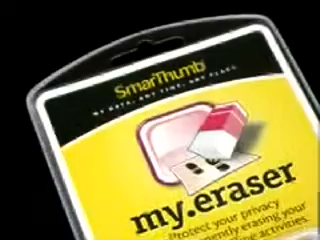 SmarThumb
MY DATA, ANY TIME, ANY PLACE
my.eraser
Protect your privacy
erasing your
activities